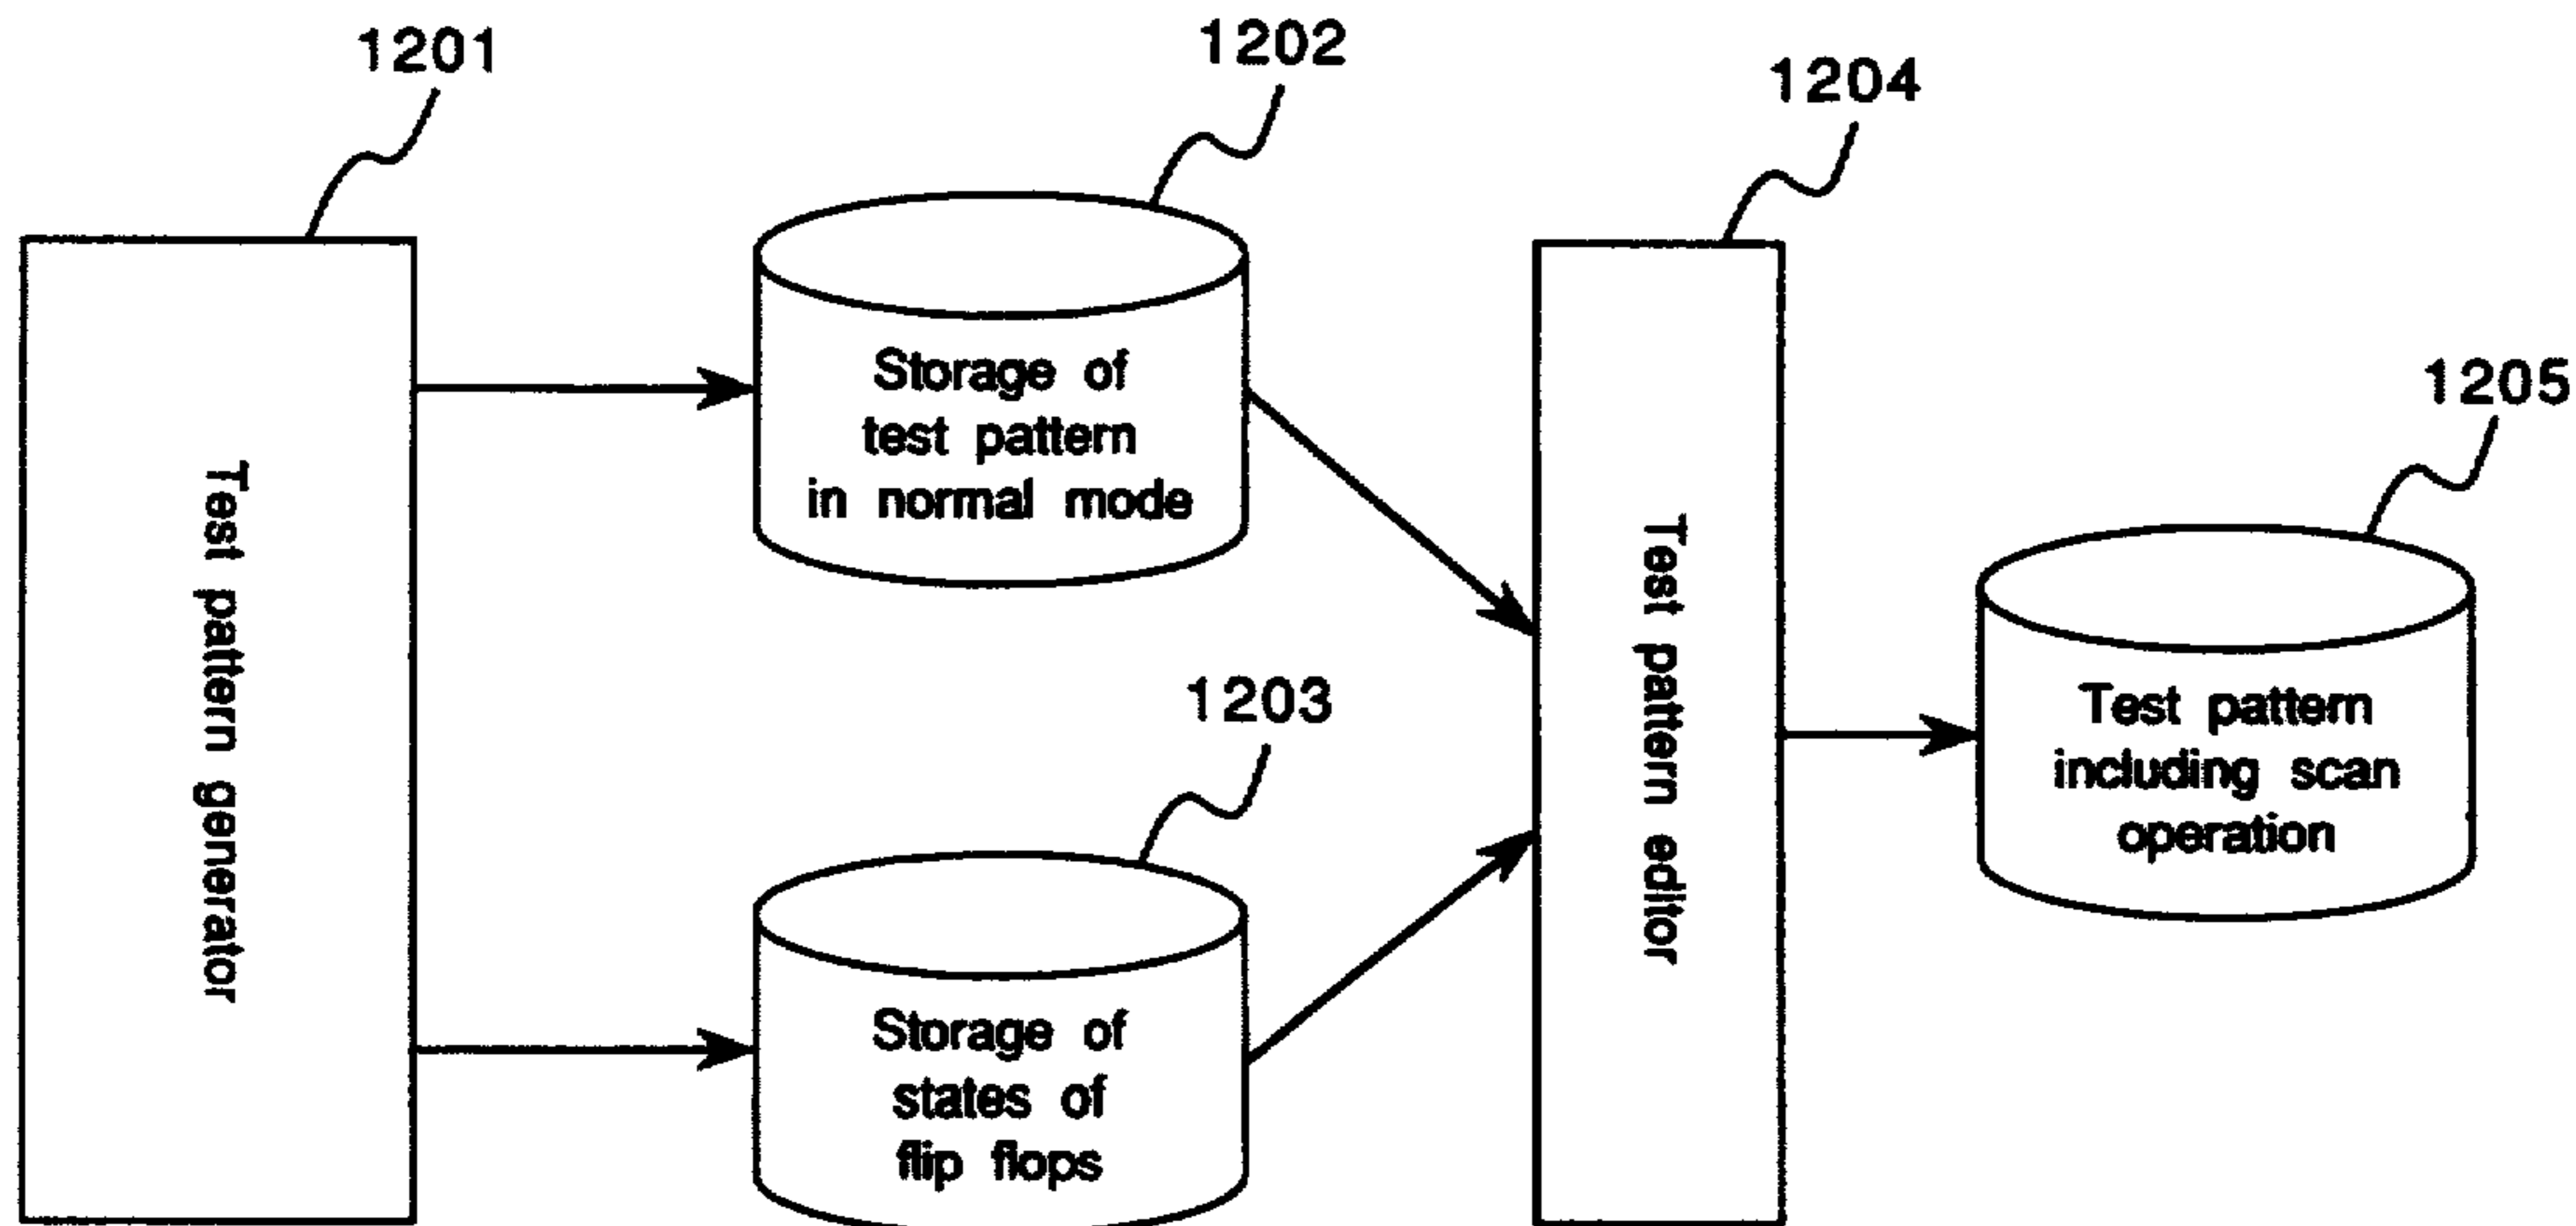 1201
1202
1204
1205
Test pattern generator
Storage of
test pattern
in normal mode
1203
Storage of
states of
flip flops
Test pattern editor
Test pattern
including scan
operation